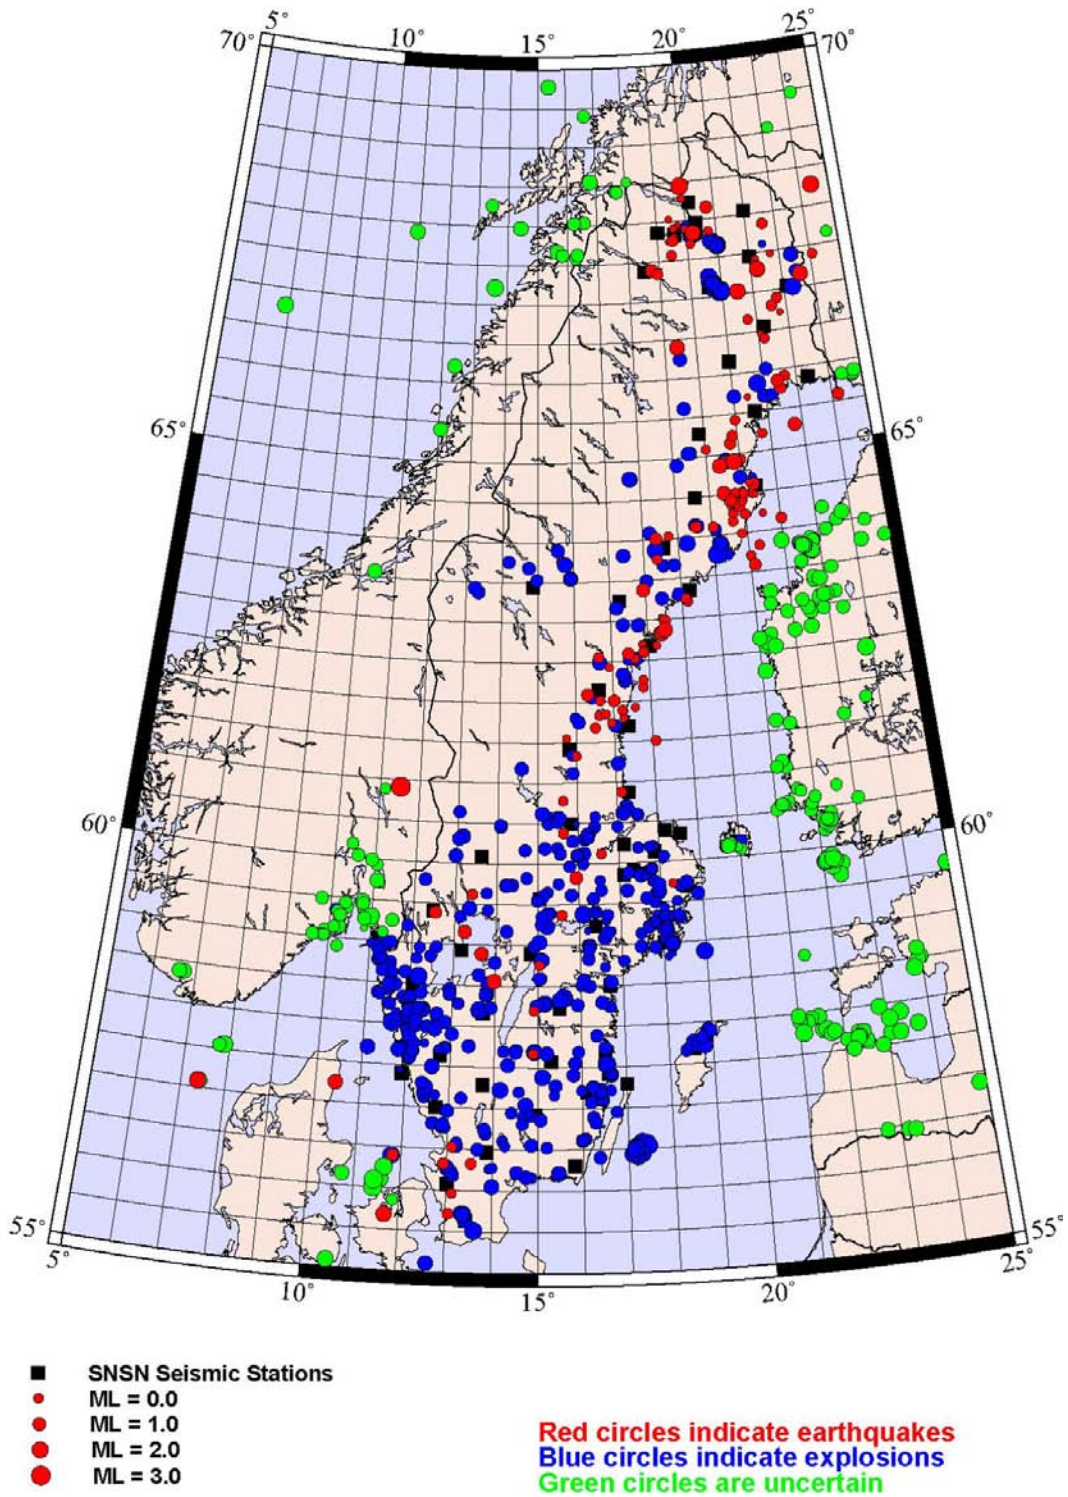 5° 10° 15° 20° 25°
70° 70°
65° 65°
60° 60°
55° 55°
5° 10° 15° 20° 25°
SNSN Seismic Stations
ML = 0.0
ML = 1.0
ML = 2.0
ML = 3.0
Red circles indicate earthquakes
Blue circles indicate explosions
Green circles are uncertain